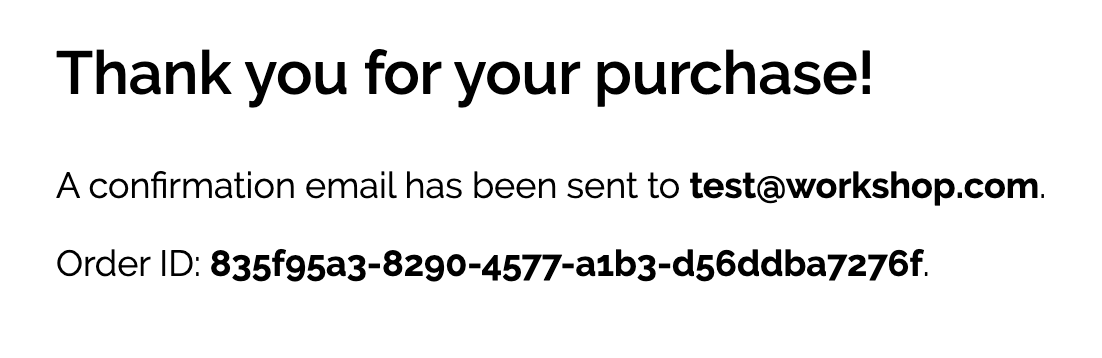 Thank you for your purchase!
A confirmation email has been sent to test@workshop.com.
Order ID: 835f95a3-8290-4577-a1b3-d56ddba7276f.